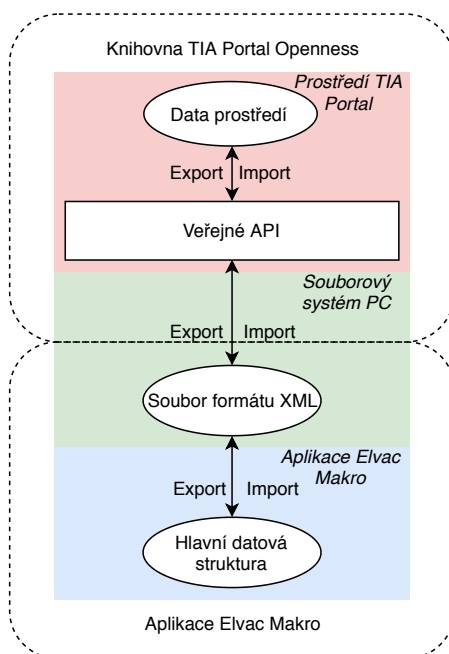 Knihovna TIA Portal Openness
Prostředí TIA
Portal
Data prostředí
Export Import
Veřejné API
Souborový
systém PC
Export Import
Soubor formátu XML
Aplikace Elvac
Makro
Export Import
Hlavní datová
struktura
Aplikace Elvac Makro